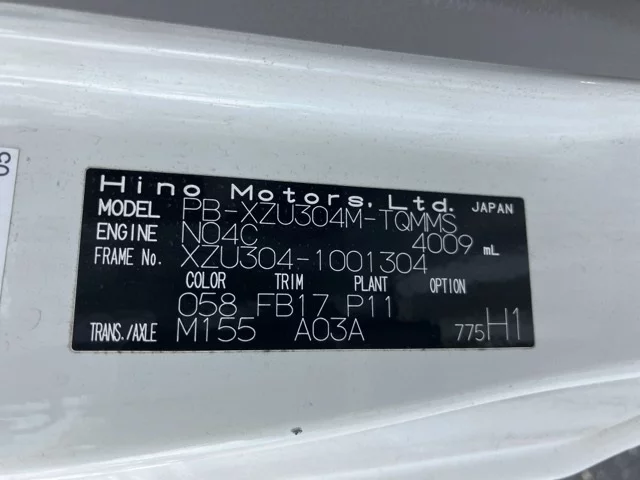 Hino Motors, Ltd. JAPAN
MODEL PB-XZU304M-TQMMS
ENGINE N04C 4009 mL
FRAME No. XZU304-1001304
COLOR TRIM PLANT OPTION
058 FB17 P11
TRANS./AXLE M155 A03A 775H1